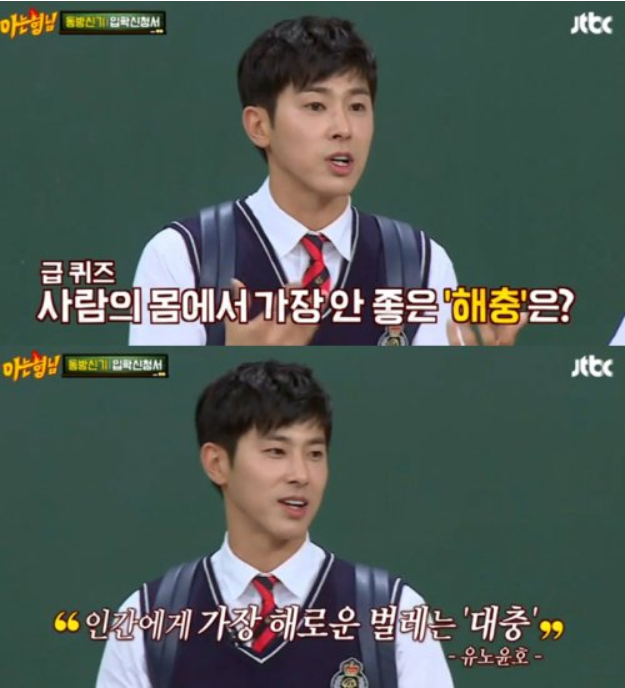 아는형님 동방신기 입학신청서
jtbc
급 퀴즈
사람의 몸에서 가장 안 좋은 '해충'은?
아는형님 동방신기 입학신청서
jtbc
“인간에게 가장 해로운 벌레는 '대충'”
- 유노윤호 -